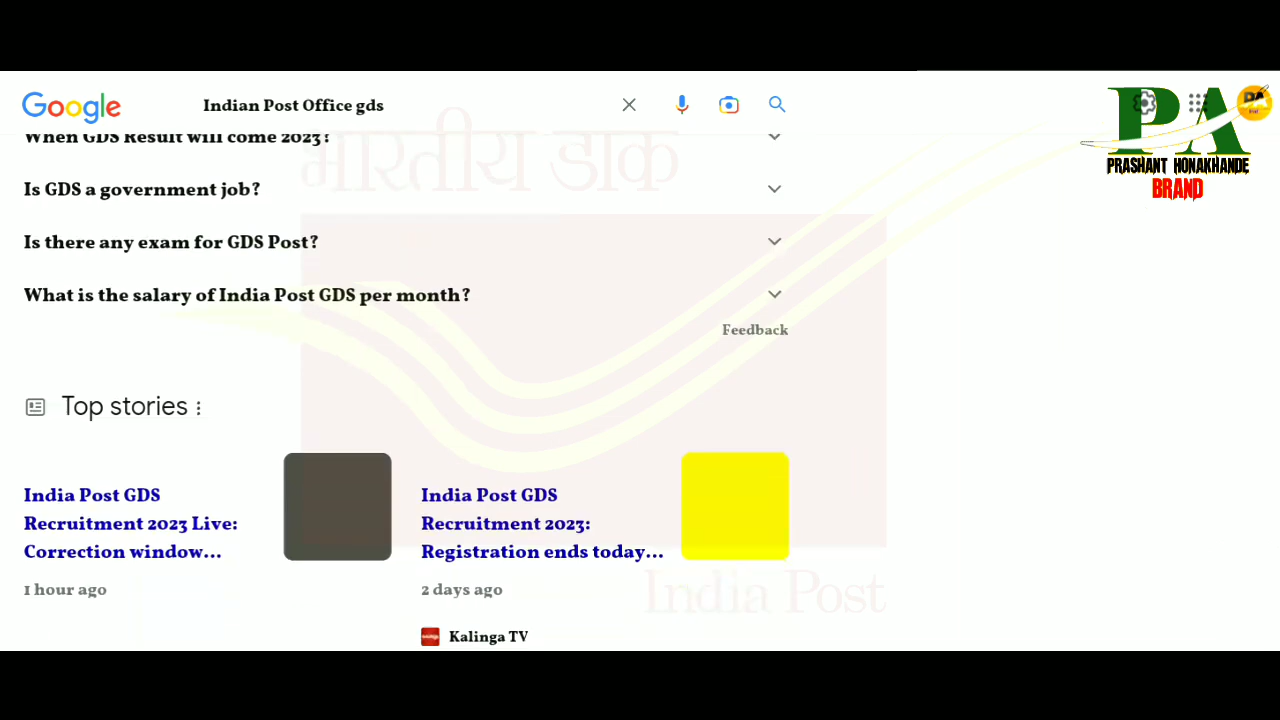 Google
Indian Post Office gds
PA
PRASHANT HONAKHANDE
BRAND
When GDS Result will come 2023?
भारतीय डाक
Is GDS a government job?
Is there any exam for GDS Post?
What is the salary of India Post GDS per month?
Feedback
Top stories
India Post GDS
Recruitment 2023 Live:
Correction window...
1 hour ago
India Post GDS
Recruitment 2023:
Registration ends today...
2 days ago
India Post
Kalinga TV